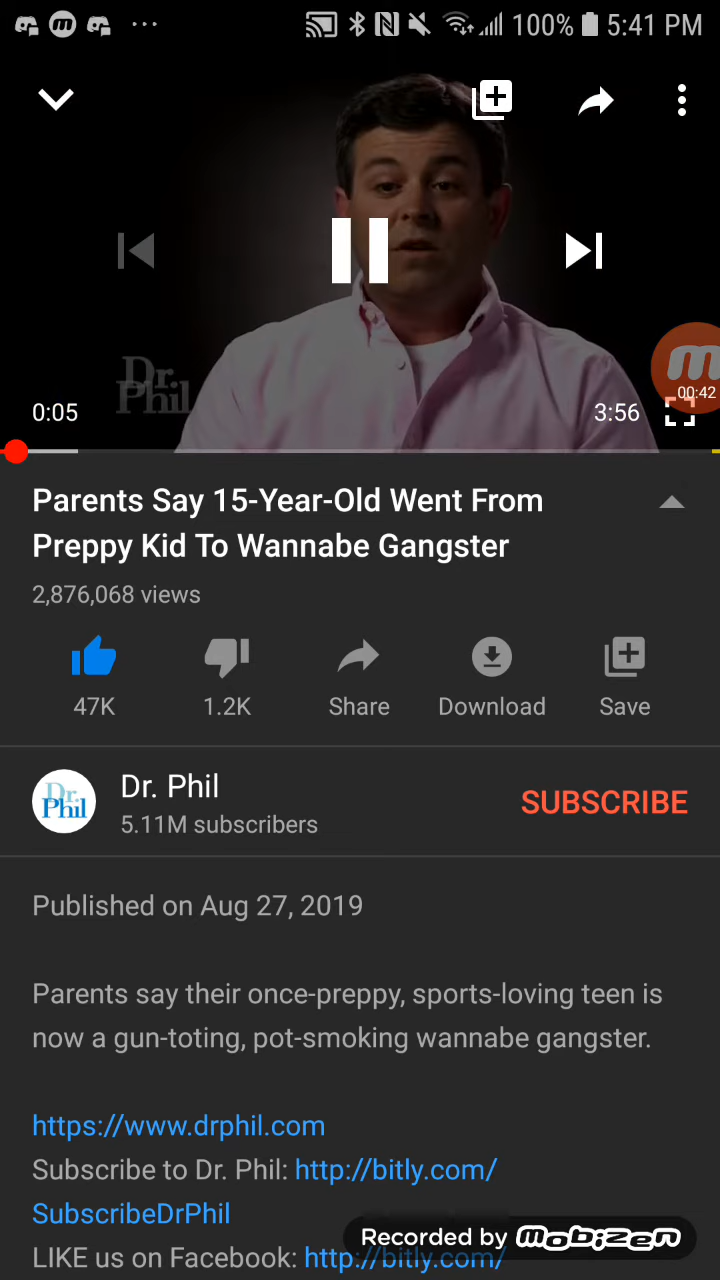 100% 5:41 PM
Dr.
Phil
0:05
3:56
00:42
Parents Say 15-Year-Old Went From
Preppy Kid To Wannabe Gangster
2,876,068 views
47K
1.2K
Share
Download
Save
Dr. Phil
Dr. Phil
5.11M subscribers
SUBSCRIBE
Published on Aug 27, 2019
Parents say their once-preppy, sports-loving teen is
now a gun-toting, pot-smoking wannabe gangster.
https://www.drphil.com
Subscribe to Dr. Phil: http://bitly.com/
SubscribeDrPhil
LIKE us on Facebook: http://bitly.com/
Recorded by mobizen